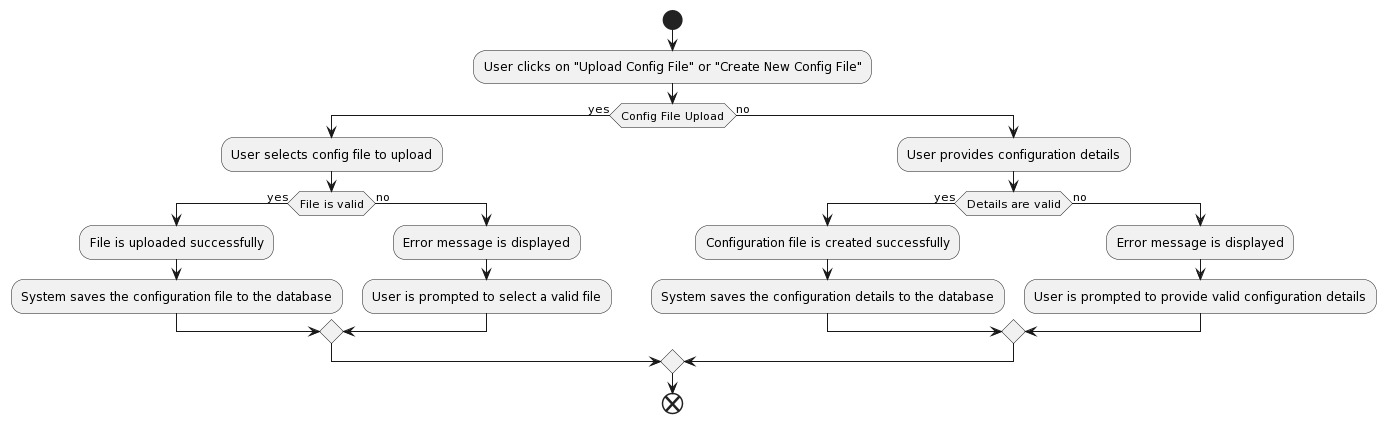 User clicks on "Upload Config File" or "Create New Config File"
yes
Config File Upload
no
User selects config file to upload
User provides configuration details
yes
File is valid
no
yes
Details are valid
no
File is uploaded successfully
Error message is displayed
Configuration file is created successfully
Error message is displayed
System saves the configuration file to the database
User is prompted to select a valid file
System saves the configuration details to the database
User is prompted to provide valid configuration details